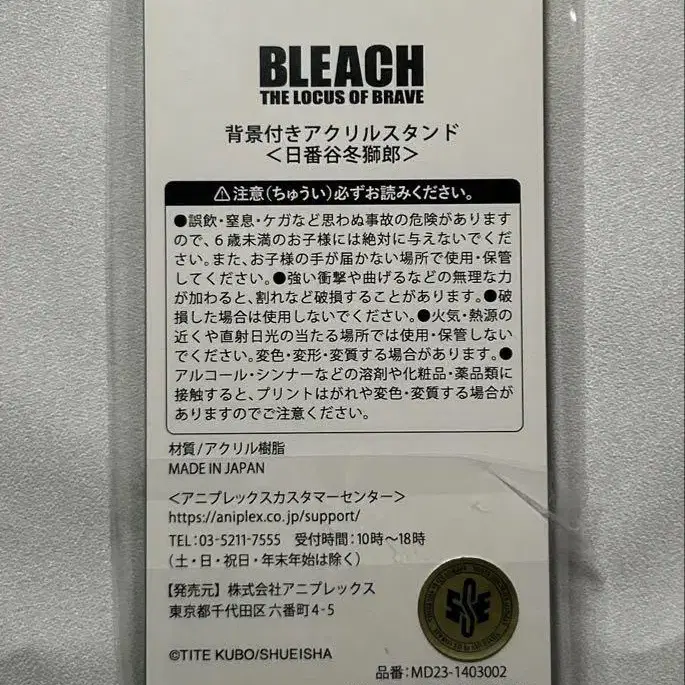 BLEACH
THE LOCUS OF BRAVE
背景付きアクリルスタンド
＜日番谷冬獅郎＞
⚠注意（ちゅうい）必ずお読みください。
●誤飲・窒息・ケガなど思わぬ事故の危険があります
ので、6歳未満のお子様には絶対に与えないでくだ
さい。また、お子様の手が届かない場所で使用・保管
してください。●強い衝撃や曲げるなどの無理な力
が加わると、割れなど破損することがあります。●破
損した場合は使用しないでください。●火気・熱源の
近くや直射日光の当たる場所では使用・保管しない
でください。変色・変形・変質する場合があります。●
アルコール・シンナーなどの溶剤や化粧品・薬品類に
接触すると、プリントはがれや変色・変質する場合が
ありますのでご注意ください。
材質/アクリル樹脂
MADE IN JAPAN
＜アニプレックスカスタマーセンター＞
https://aniplex.co.jp/support/
TEL：03-5211-7555　受付時間：10時～18時
（土・日・祝日・年末年始は除く）
【発売元】株式会社アニプレックス
東京都千代田区六番町4-5
©TITE KUBO/SHUEISHA
品番：MD23-1403002